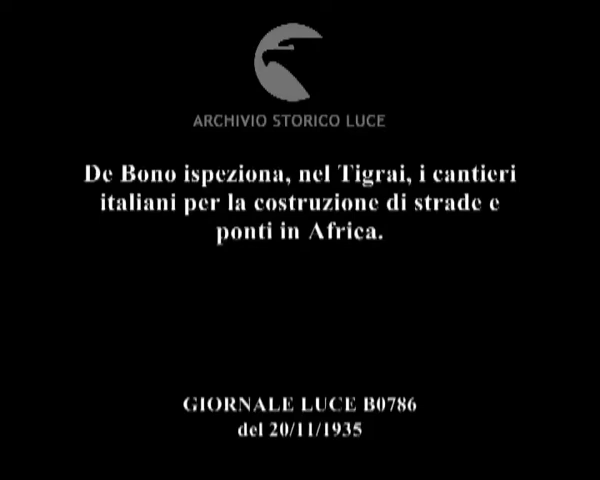 ARCHIVIO STORICO LUCE
De Bono ispeziona, nel Tigrai, i cantieri
italiani per la costruzione di strade e
ponti in Africa.
GIORNALE LUCE B0786
del 20/11/1935